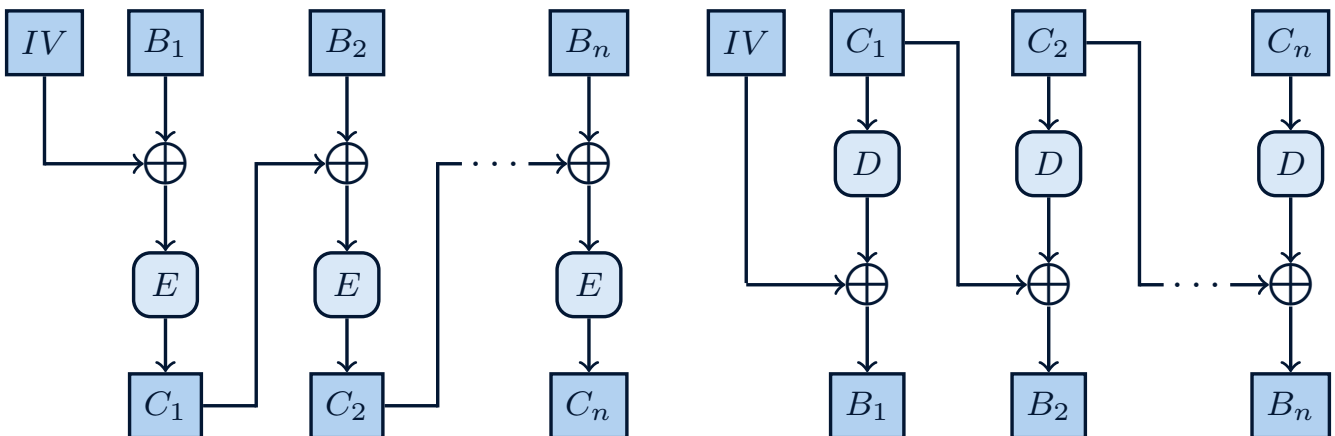 IV B₁ B₂ Bₙ IV C₁ C₂ Cₙ
D D D
· · ·
E E E · · ·
C₁ C₂ Cₙ B₁ B₂ Bₙ